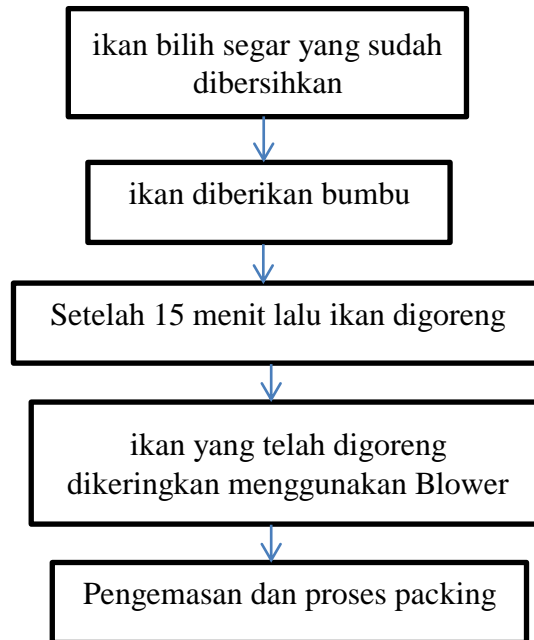 ikan bilih segar yang sudah
dibersihkan
ikan diberikan bumbu
Setelah 15 menit lalu ikan digoreng
ikan yang telah digoreng
dikeringkan menggunakan Blower
Pengemasan dan proses packing